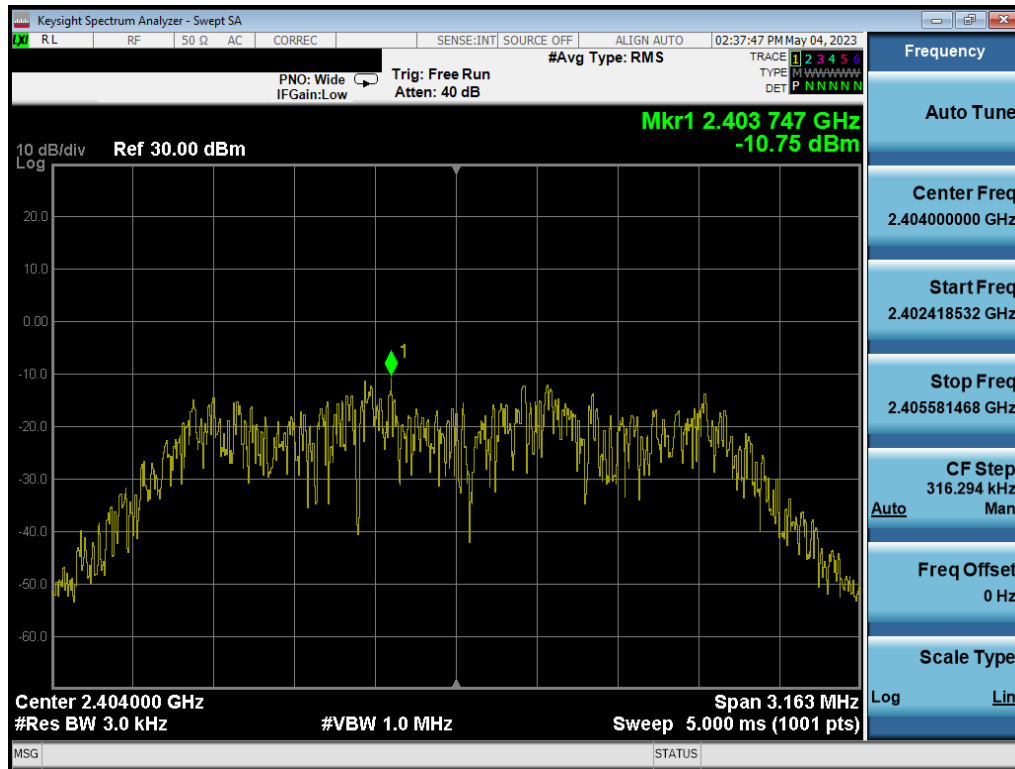 Keysight Spectrum Analyzer - Swept SA
LXI RL RF 50 Ω AC CORREC SENSE:INT SOURCE OFF ALIGN AUTO 02:37:47 PM May 04, 2023
#Avg Type: RMS
TRACE 1 2 3 4 5 6
PNO: Wide Trig: Free Run TYPE M WWWWW
IFGain:Low Atten: 40 dB DET P N N N N N
Mkr1 2.403 747 GHz
-10.75 dBm
10 dB/div Ref 30.00 dBm
Log
20.0
10.0
0.00
1
-10.0
-20.0
-30.0
-40.0
-50.0
-60.0
Center 2.404000 GHz Span 3.163 MHz
#Res BW 3.0 kHz #VBW 1.0 MHz Sweep 5.000 ms (1001 pts)
MSG STATUS
Frequency
Auto Tune
Center Freq
2.404000000 GHz
Start Freq
2.402418532 GHz
Stop Freq
2.405581468 GHz
CF Step
316.294 kHz
Auto Man
Freq Offset
0 Hz
Scale Type
Log Lin